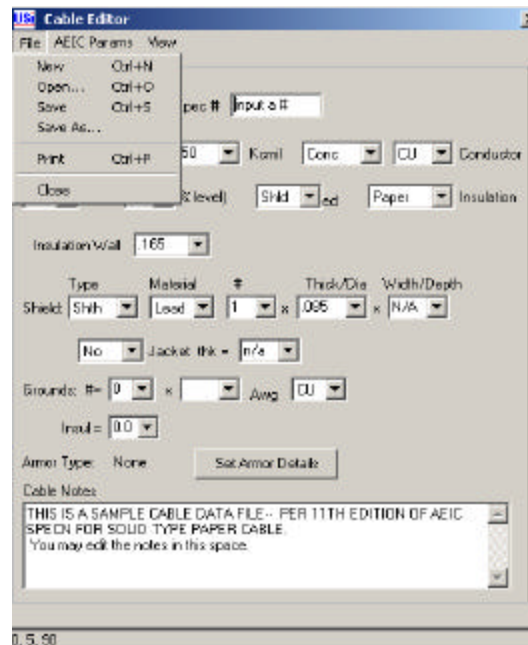 Cable Editor
File AEIC Params View
New Ctrl+N
Open... Ctrl+O
Save Ctrl+S
Save As...
Print Ctrl+P
Close
pec # Input a #
50 Kcmil Conc CU Conductor
% level) Shld ed Paper Insulation
Insulation Wall .165
Type Material # Thick/Dia Width/Depth
Shield: Shth Lead 1 x .095 x N/A
No Jacket thk = n/a
Grounds: #= 0 x Awg CU
Insul = 0.0
Armor Type: None Set Armor Details
Cable Notes
THIS IS A SAMPLE CABLE DATA FILE-- PER 11TH EDITION OF AEIC
SPECN FOR SOLID TYPE PAPER CABLE.
You may edit the notes in this space.
0, 5, 90